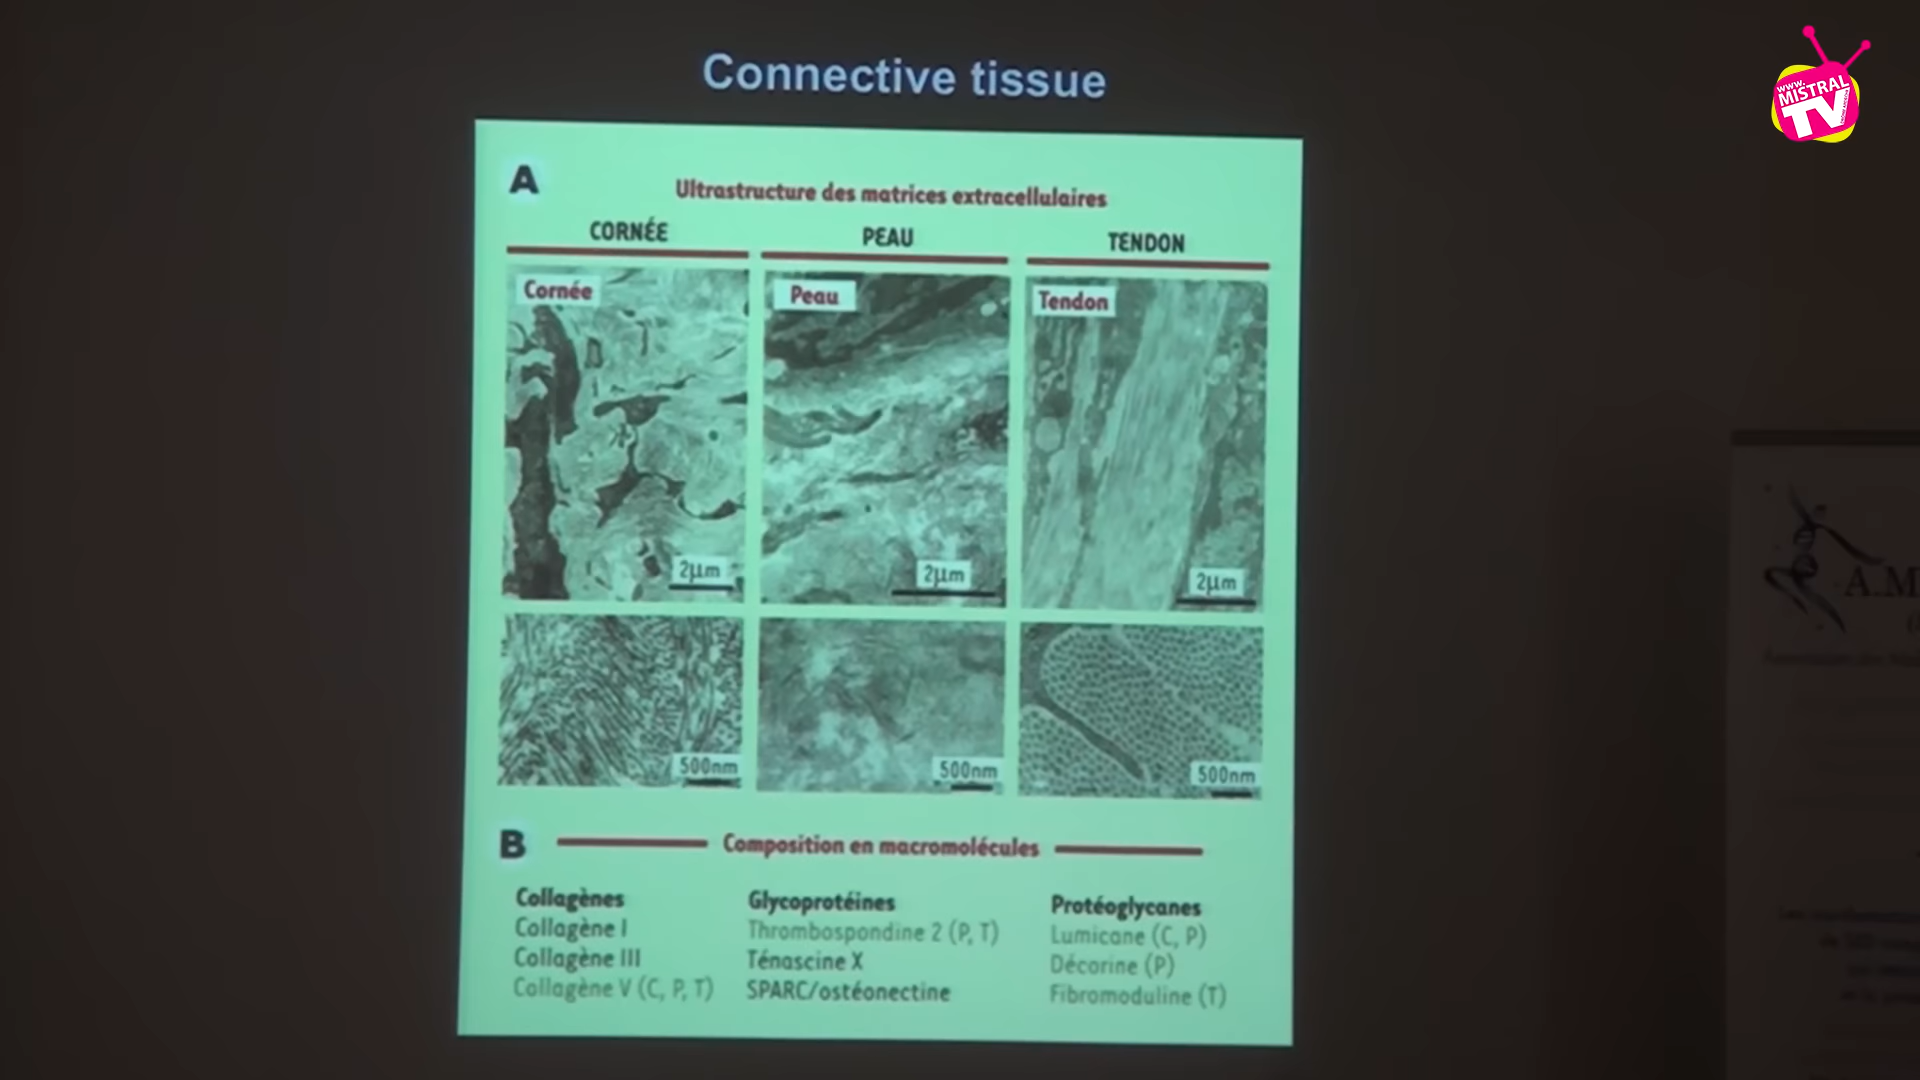 Connective tissue
www.
MISTRAL
TV
A
Ultrastructure des matrices extracellulaires
CORNÉE
PEAU
TENDON
Cornée
Peau
Tendon
2µm
2µm
2µm
500nm
500nm
500nm
B
Composition en macromolécules
Collagènes
Collagène I
Collagène III
Collagène V (C, P, T)
Glycoprotéines
Thrombospondine 2 (P, T)
Ténascine X
SPARC/ostéonectine
Protéoglycanes
Lumicane (C, P)
Décorine (P)
Fibromoduline (T)
A.M